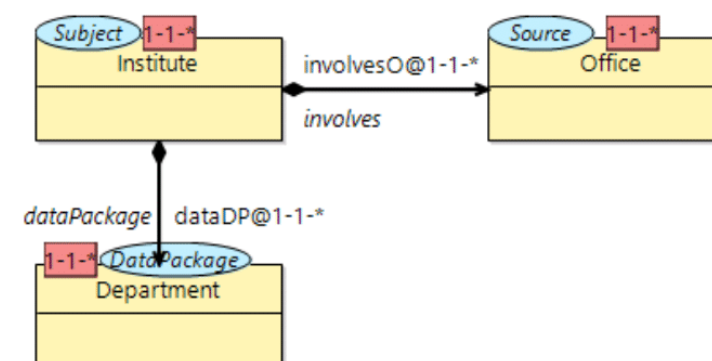 Subject 1-1-*
Institute
involvesO@1-1-*
involves
Source 1-1-*
Office
dataPackage dataDP@1-1-*
1-1-* DataPackage
Department